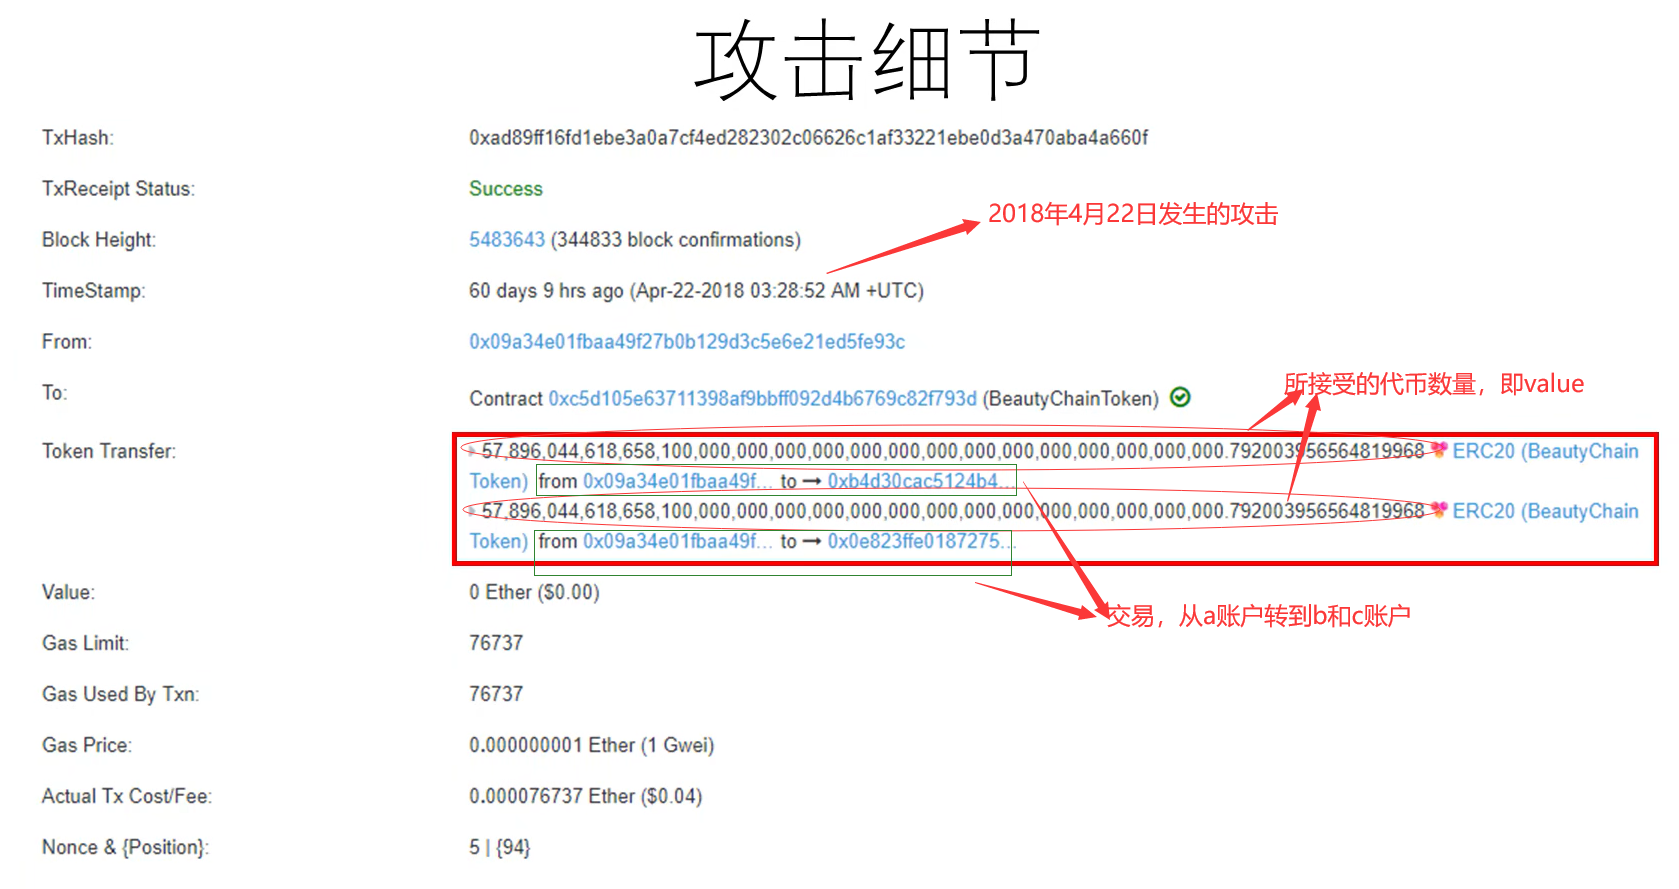 攻击细节
TxHash: 0xad89ff16fd1ebe3a0a7cf4ed282302c06626c1af33221ebe0d3a470aba4a660f
TxReceipt Status: Success
2018年4月22日发生的攻击
Block Height: 5483643 (344833 block confirmations)
TimeStamp: 60 days 9 hrs ago (Apr-22-2018 03:28:52 AM +UTC)
From: 0x09a34e01fbaa49f27b0b129d3c5e6e21ed5fe93c
所接受的代币数量，即value
To: Contract 0xc5d105e63711398af9bbff092d4b6769c82f793d (BeautyChainToken)
Token Transfer: 57,896,044,618,658,100,000,000,000,000,000,000,000,000,000,000,000,000,000,000,000.792003956564819968 ERC20 (BeautyChain
Token) from 0x09a34e01fbaa49f... to → 0xb4d30cac5124b4...
57,896,044,618,658,100,000,000,000,000,000,000,000,000,000,000,000,000,000,000,000.792003956564819968 ERC20 (BeautyChain
Token) from 0x09a34e01fbaa49f... to → 0x0e823ffe0187275...
Value: 0 Ether ($0.00)
交易，从a账户转到b和c账户
Gas Limit: 76737
Gas Used By Txn: 76737
Gas Price: 0.000000001 Ether (1 Gwei)
Actual Tx Cost/Fee: 0.000076737 Ether ($0.04)
Nonce & {Position}: 5 | {94}